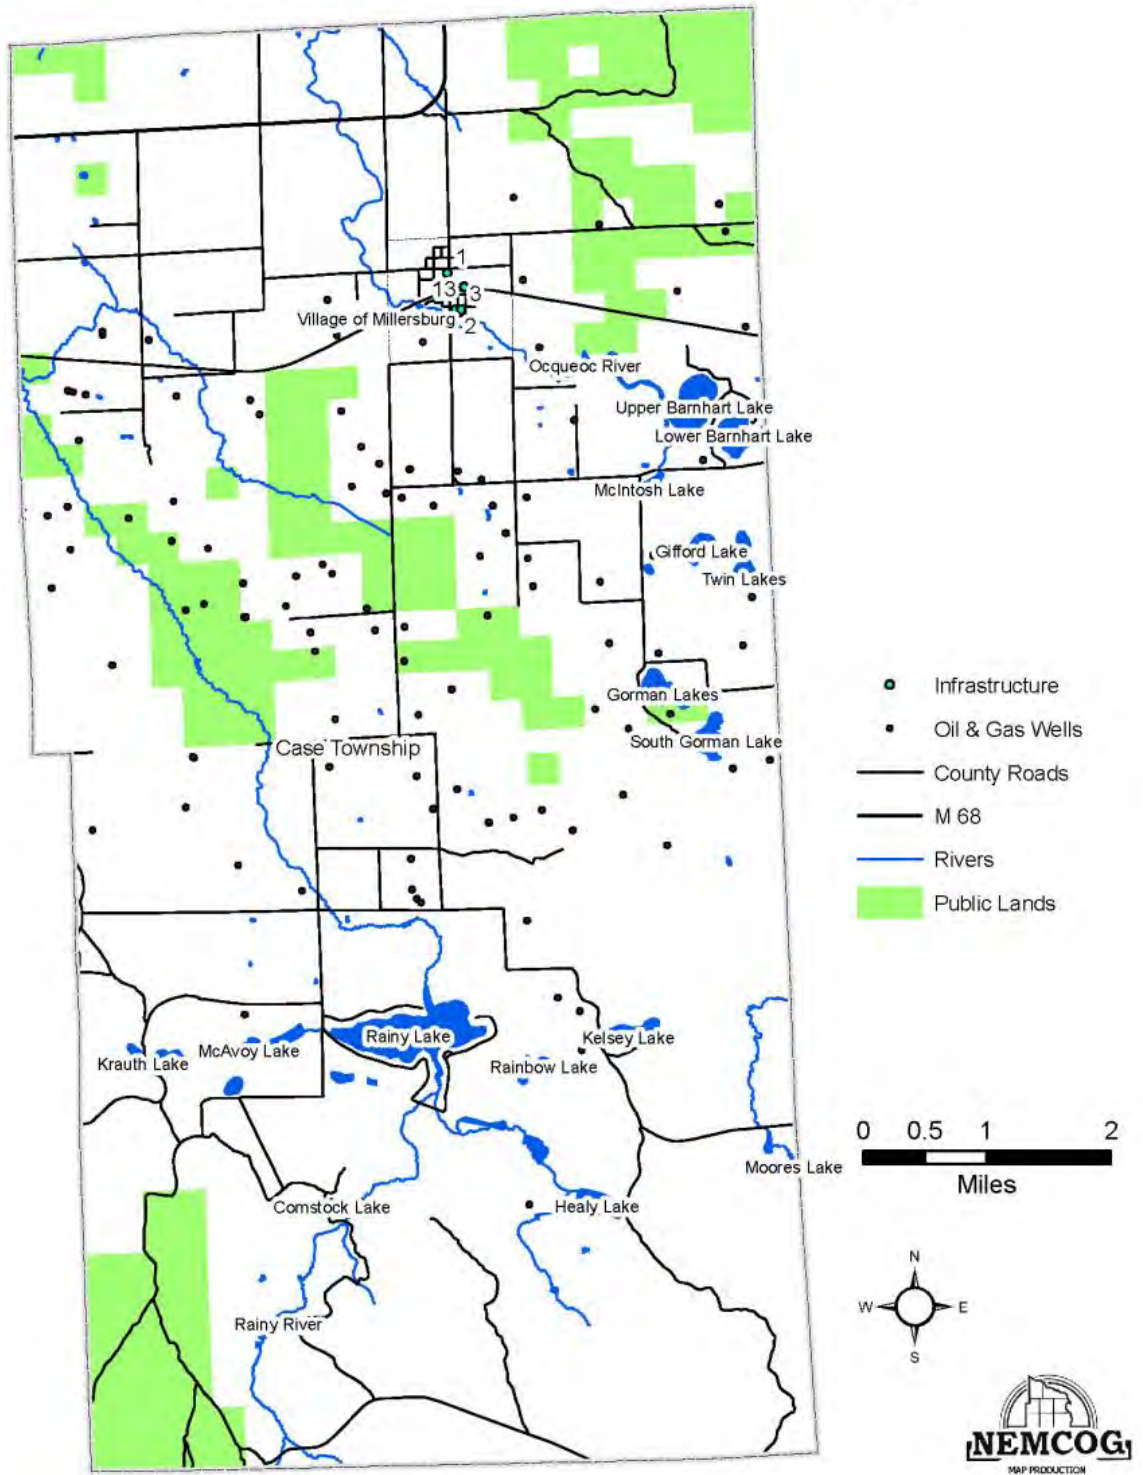 1
13
3
Village of Millersburg
2
Ocqueoc River
Upper Barnhart Lake
Lower Barnhart Lake
McIntosh Lake
Gifford Lake
Twin Lakes
Gorman Lakes
South Gorman Lake
Case Township
Infrastructure
Oil & Gas Wells
County Roads
M 68
Rivers
Public Lands
Rainy Lake
Kelsey Lake
McAvoy Lake
Krauth Lake
Rainbow Lake
0 0.5 1 2
Miles
Moores Lake
Comstock Lake
Healy Lake
N
W E
S
Rainy River
NEMCOG
MAP PRODUCTION